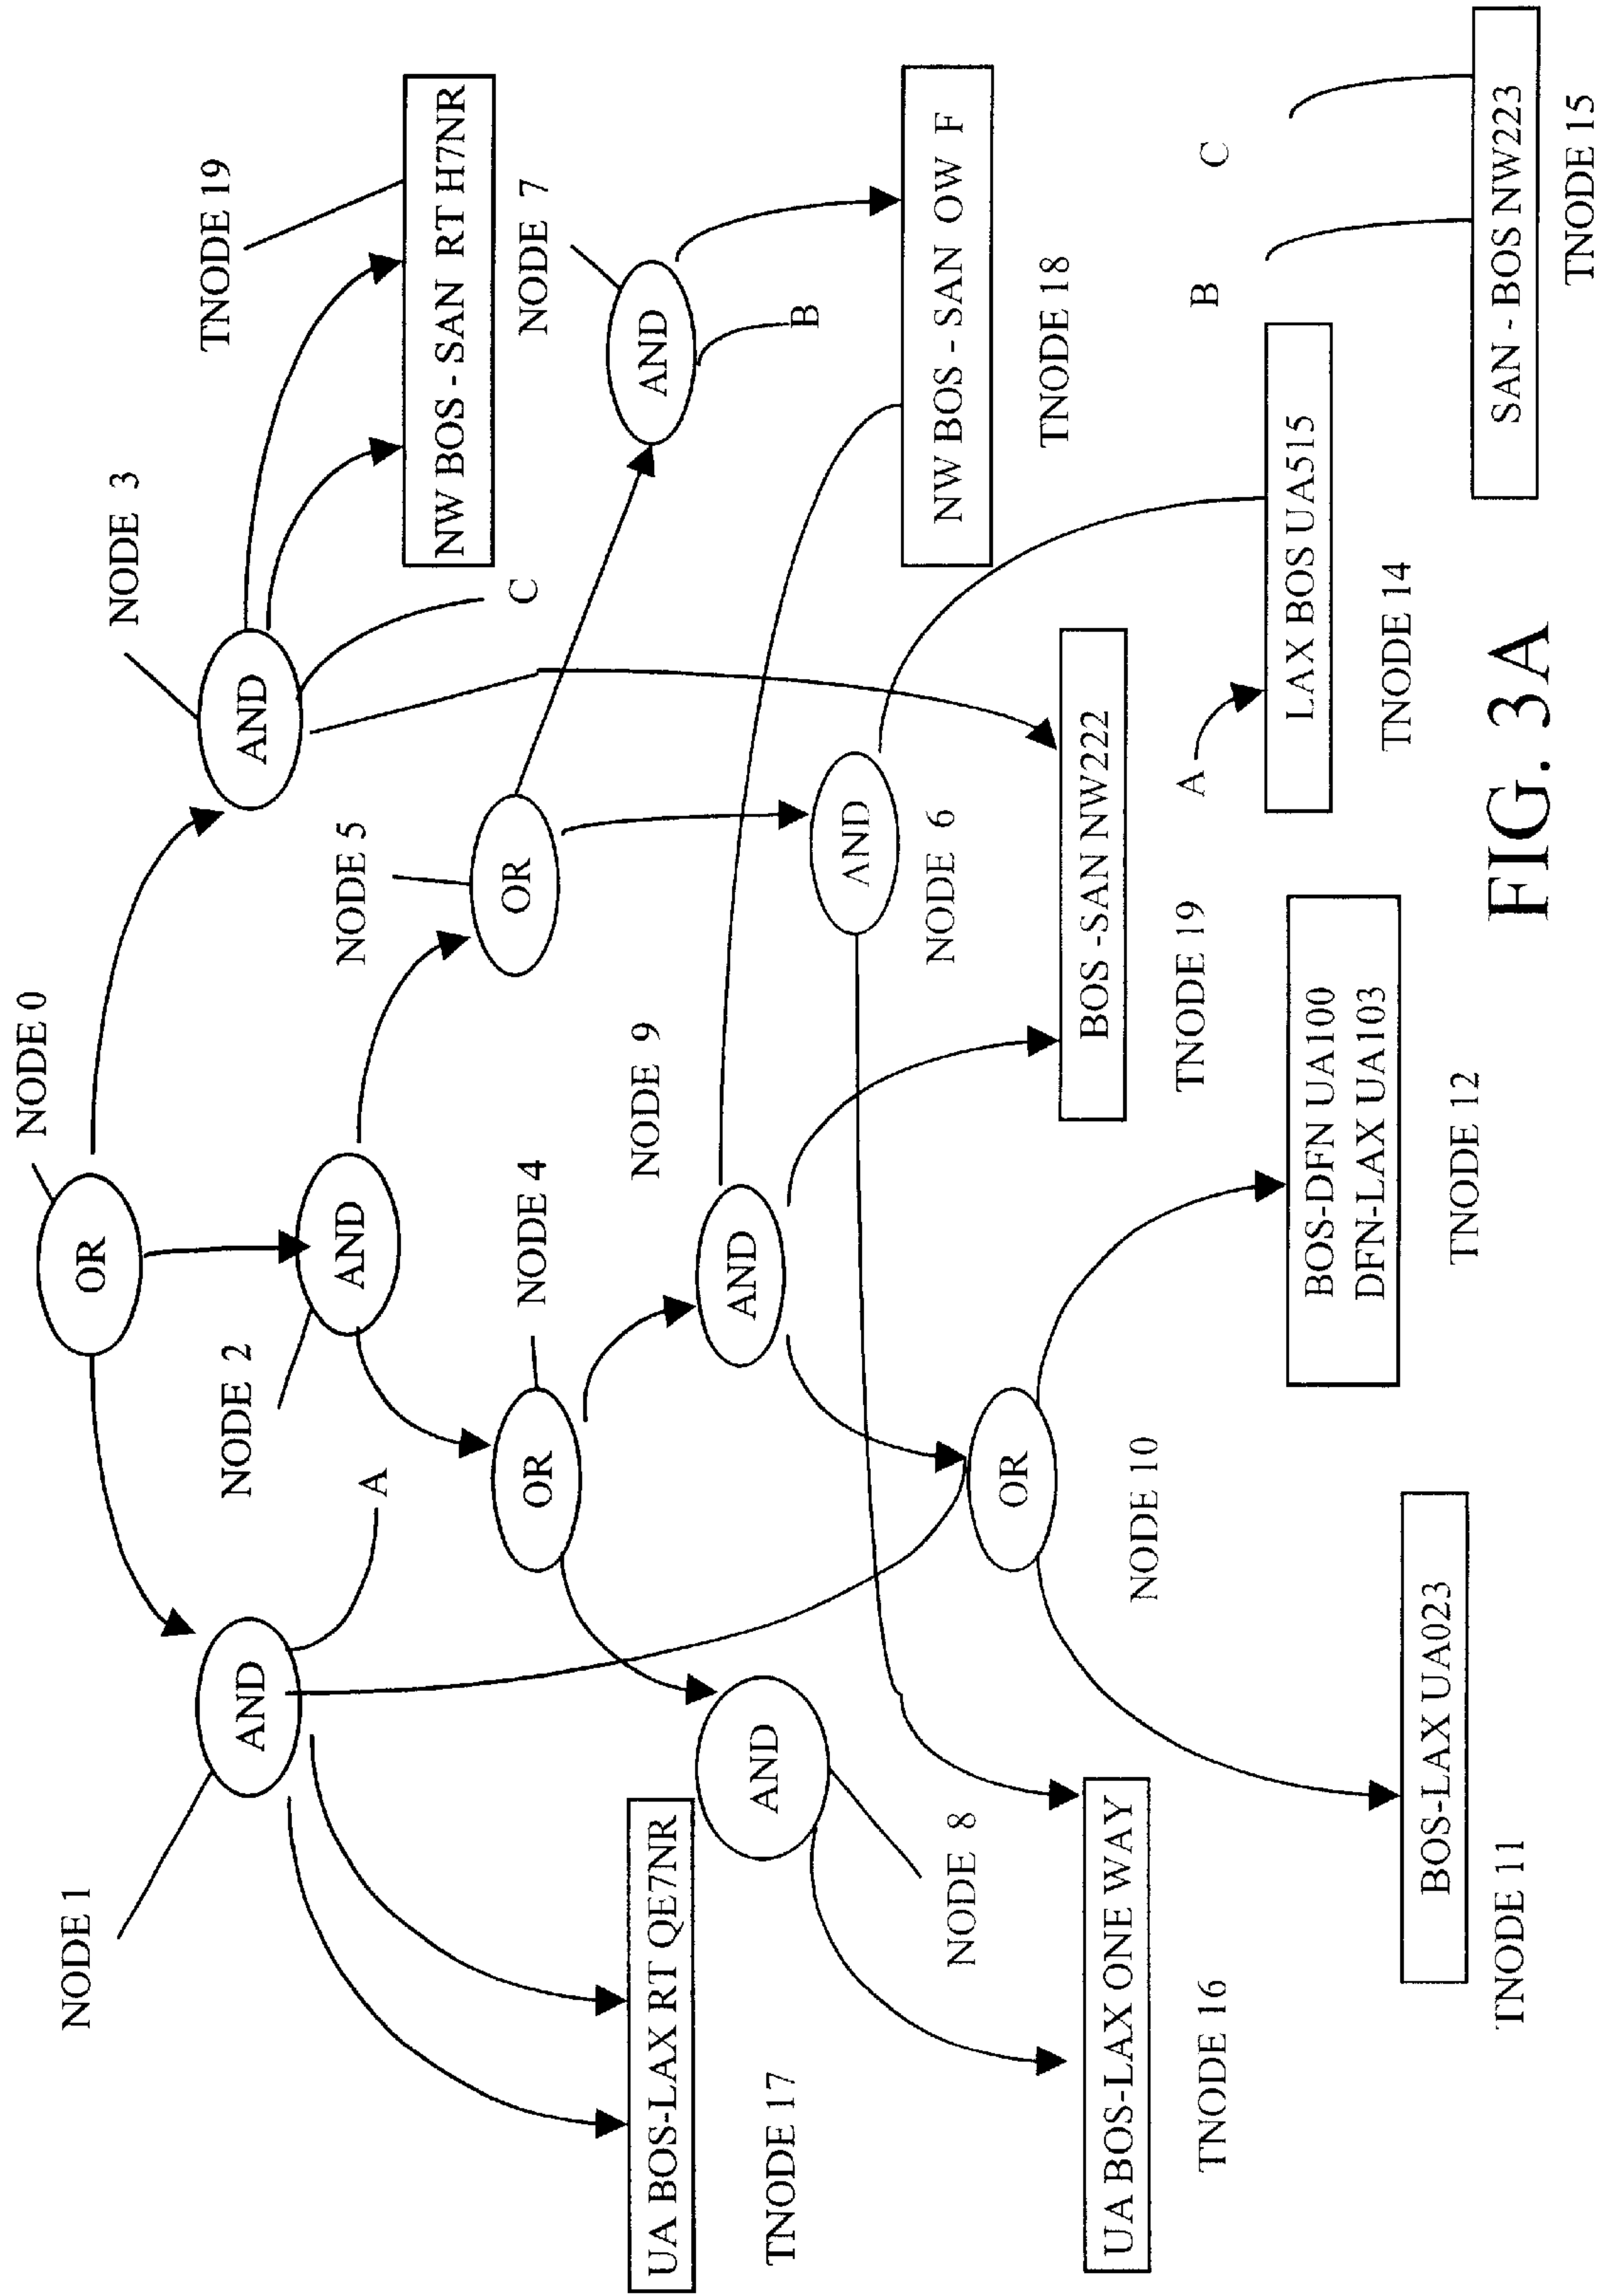 NODE 0
OR
NODE 1
AND
NODE 2
AND
NODE 3
AND
TNODE 19
A
NW BOS - SAN RT H7NR
C
NODE 5
OR
NODE 4
OR
NODE 7
AND
B
UA BOS-LAX RT QE7NR
TNODE 17
AND
NODE 8
NODE 9
AND
AND
NODE 6
NW BOS - SAN OW F
TNODE 18
OR
NODE 10
BOS -SAN NW222
TNODE 19
UA BOS-LAX ONE WAY
TNODE 16
A
LAX BOS UA515
TNODE 14
B
C
BOS-DFN UA100
DFN-LAX UA103
TNODE 12
BOS-LAX UA023
TNODE 11
SAN - BOS NW223
TNODE 15
FIG. 3A